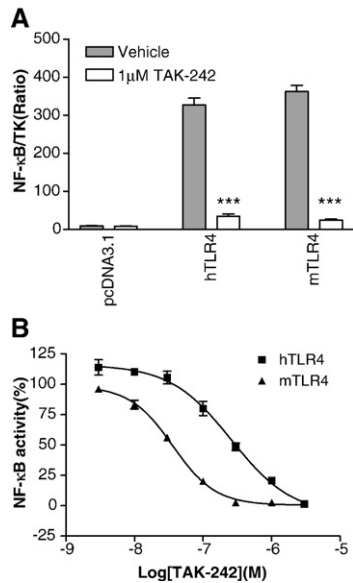 A
NF-κB/TK(Ratio)
500
400
300
200
100
0
Vehicle
1μM TAK-242
***
***
pcDNA3.1
hTLR4
mTLR4
B
NF-κB activity(%)
125
100
75
50
25
0
-25
hTLR4
mTLR4
-9
-8
-7
-6
-5
Log[TAK-242](M)